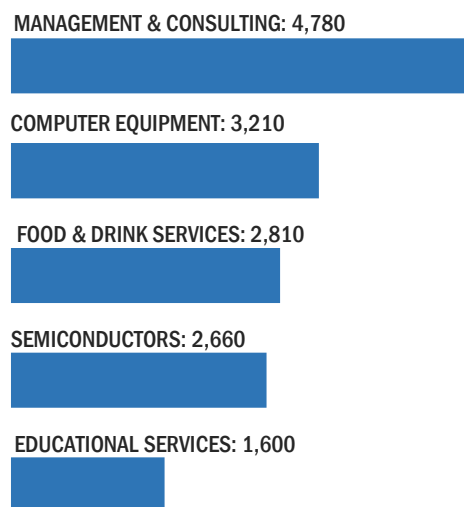 MANAGEMENT & CONSULTING: 4,780
COMPUTER EQUIPMENT: 3,210
FOOD & DRINK SERVICES: 2,810
SEMICONDUCTORS: 2,660
EDUCATIONAL SERVICES: 1,600